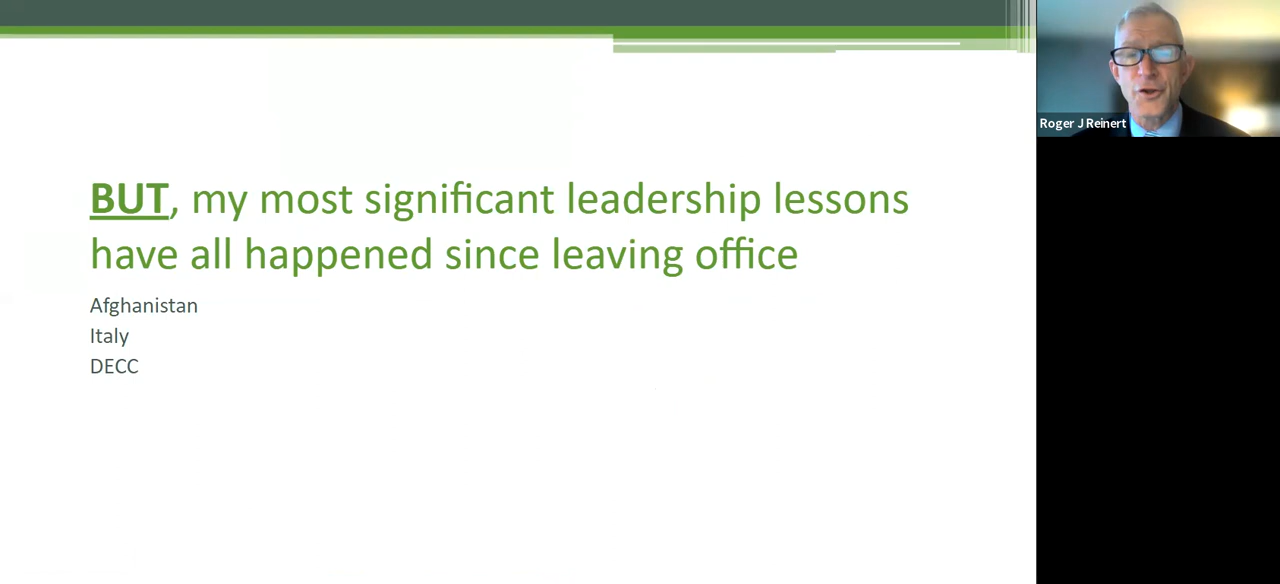 BUT, my most significant leadership lessons
have all happened since leaving office
Afghanistan
Italy
DECC
Roger J Reinert